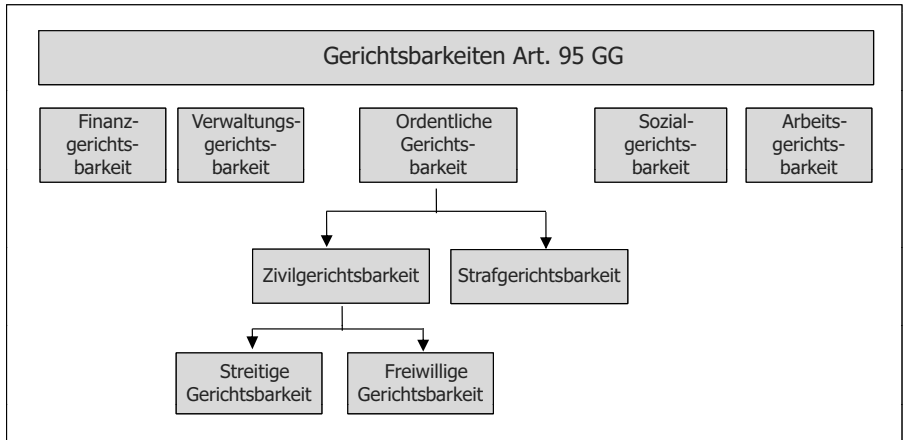 Gerichtsbarkeiten Art. 95 GG
Finanz-
gerichts-
barkeit
Verwaltungs-
gerichts-
barkeit
Ordentliche
Gerichts-
barkeit
Sozial-
gerichts-
barkeit
Arbeits-
gerichts-
barkeit
Zivilgerichtsbarkeit
Strafgerichtsbarkeit
Streitige
Gerichtsbarkeit
Freiwillige
Gerichtsbarkeit